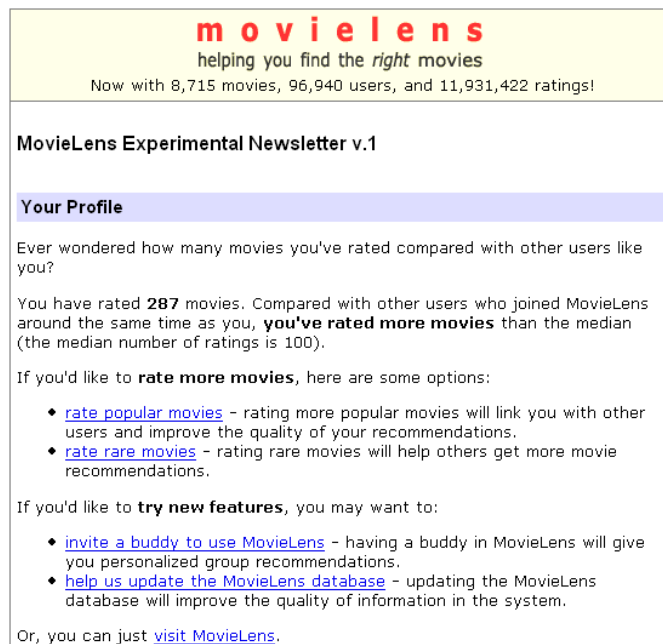 movielens
helping you find the right movies
Now with 8,715 movies, 96,940 users, and 11,931,422 ratings!
MovieLens Experimental Newsletter v.1
Your Profile
Ever wondered how many movies you've rated compared with other users like
you?
You have rated 287 movies. Compared with other users who joined MovieLens
around the same time as you, you've rated more movies than the median
(the median number of ratings is 100).
If you'd like to rate more movies, here are some options:
• rate popular movies - rating more popular movies will link you with other
users and improve the quality of your recommendations.
• rate rare movies - rating rare movies will help others get more movie
recommendations.
If you'd like to try new features, you may want to:
• invite a buddy to use MovieLens - having a buddy in MovieLens will give
you personalized group recommendations.
• help us update the MovieLens database - updating the MovieLens
database will improve the quality of information in the system.
Or, you can just visit MovieLens.